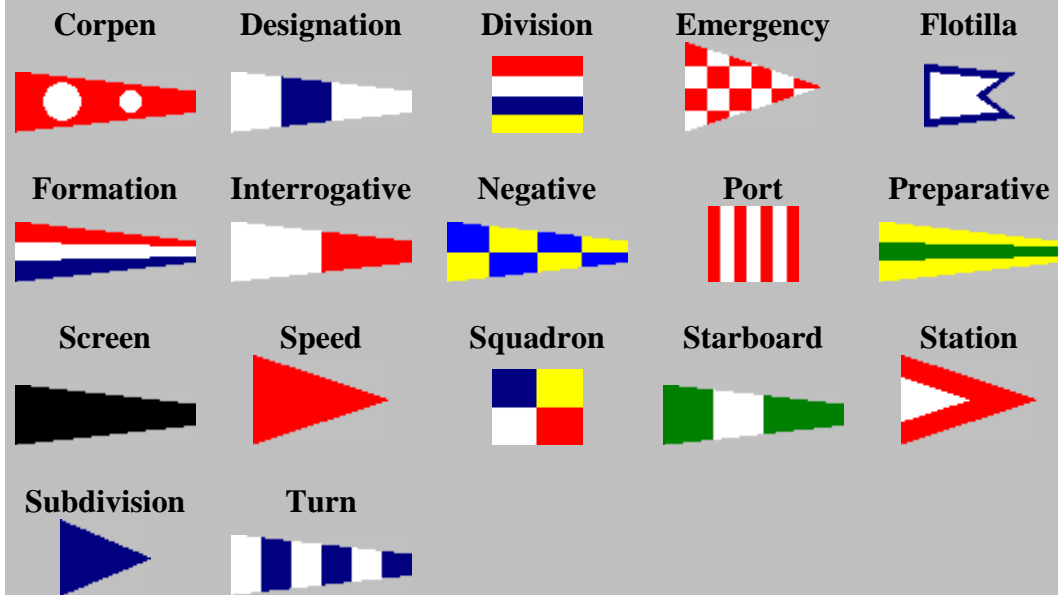 Corpen Designation Division Emergency Flotilla
Formation Interrogative Negative Port Preparative
Screen Speed Squadron Starboard Station
Subdivision Turn